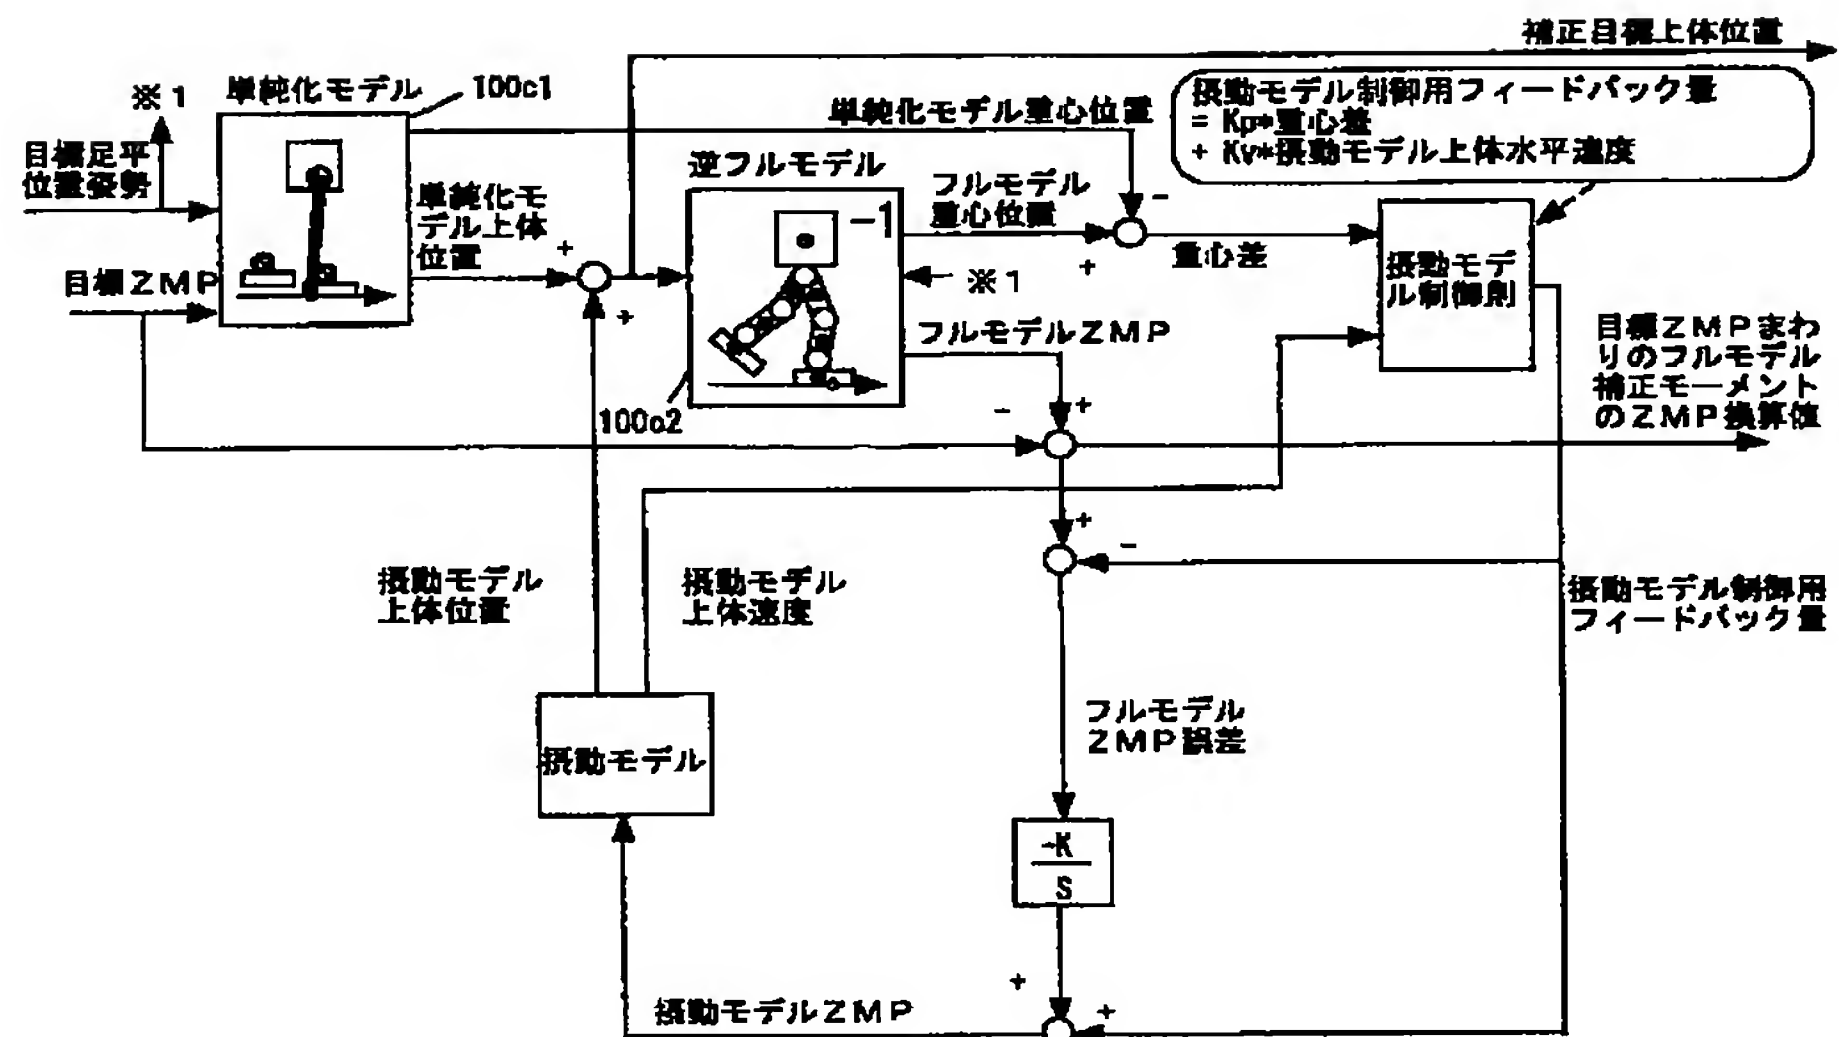 補正目標上体位置
※1
単純化モデル
100c1
単純化モデル重心位置
摂動モデル制御用フィードバック量
= Kp*重心差
+ Kv*摂動モデル上体水平速度
目標足平
位置姿勢
逆フルモデル
単純化モ
デル上体
位置
フルモデル
重心位置
-
-1
+
+
重心差
※1
摂動モデ
ル制御則
目標ZMP
+
フルモデルZMP
目標ZMPまわ
りのフルモデル
補正モーメント
のZMP換算値
100c2
-
+
+
-
摂動モデル
上体位置
摂動モデル
上体速度
摂動モデル制御用
フィードバック量
フルモデル
ZMP誤差
摂動モデル
-K
S
+
+
摂動モデルZMP